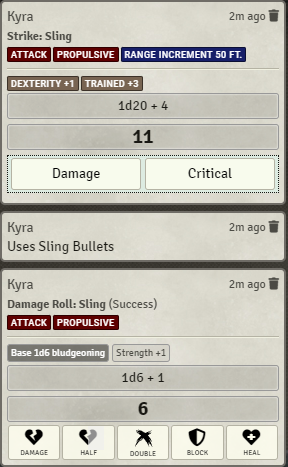 Kyra 2m ago
Strike: Sling
ATTACK PROPULSIVE RANGE INCREMENT 50 FT.
DEXTERITY +1 TRAINED +3
1d20 + 4
11
Damage Critical
Kyra 2m ago
Uses Sling Bullets
Kyra 2m ago
Damage Roll: Sling (Success)
ATTACK PROPULSIVE
Base 1d6 bludgeoning Strength +1
1d6 + 1
6
DAMAGE HALF DOUBLE BLOCK HEAL